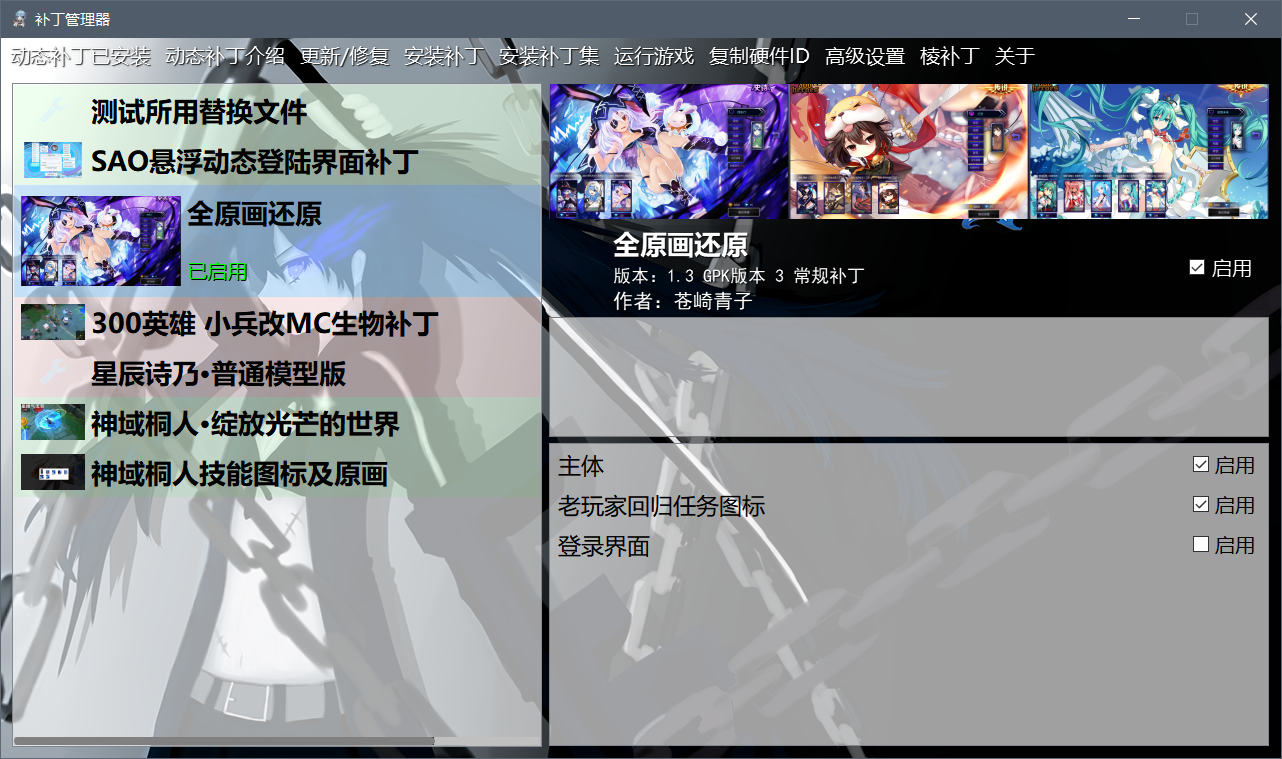 补丁管理器
动态补丁已安装 动态补丁介绍 更新/修复 安装补丁 安装补丁集 运行游戏 复制硬件ID 高级设置 棱补丁 关于
测试所用替换文件
SAO悬浮动态登陆界面补丁
全原画还原
已启用
300英雄 小兵改MC生物补丁
星辰诗乃·普通模型版
神域桐人·绽放光芒的世界
神域桐人技能图标及原画
全原画还原
版本: 1.3 GPK版本 3 常规补丁
作者: 苍崎青子
启用
主体 启用
老玩家回归任务图标 启用
登录界面 启用